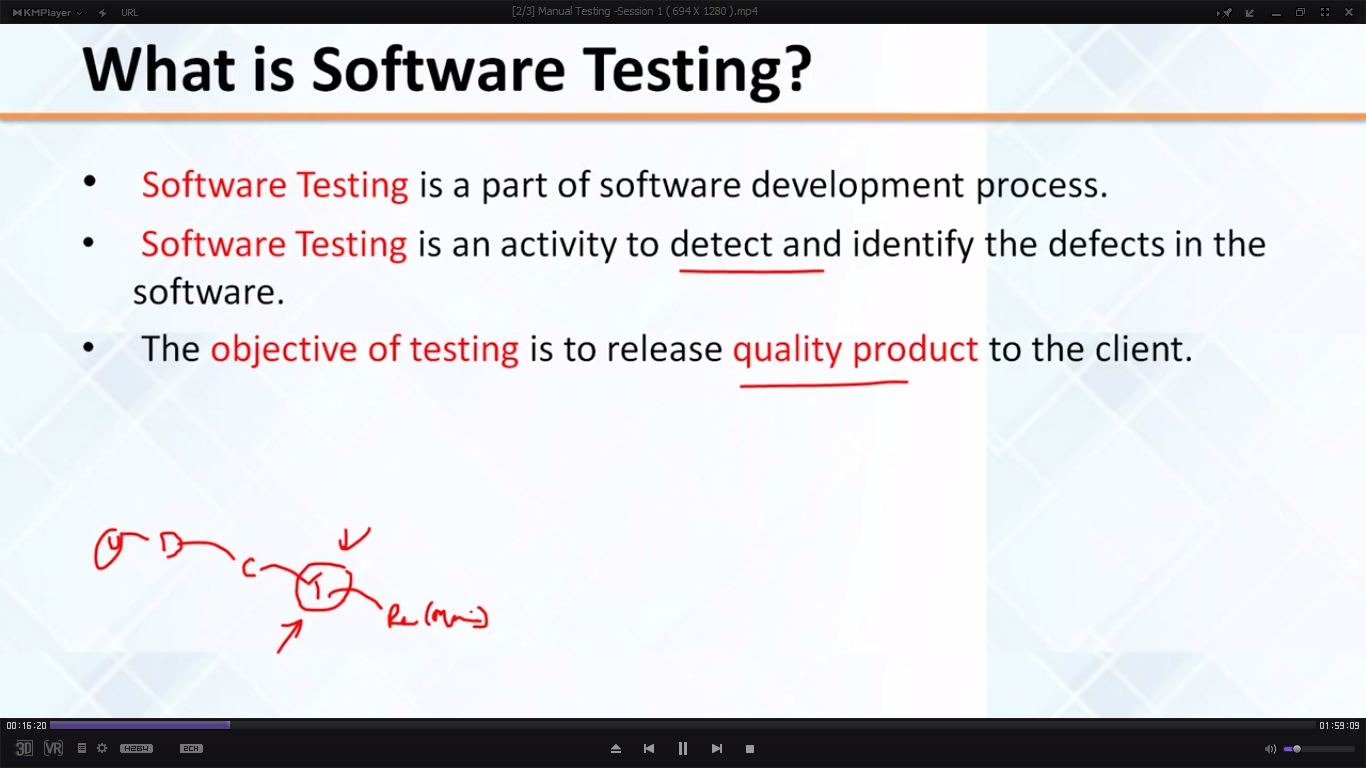 KMPlayer
URL
[2/3] Manual Testing -Session 1 ( 694 X 1280 ).mp4
What is Software Testing?
• Software Testing is a part of software development process.
• Software Testing is an activity to detect and identify the defects in the
software.
• The objective of testing is to release quality product to the client.
D
C
T
00:16:20
01:59:09
3D
VR
H264
2CH